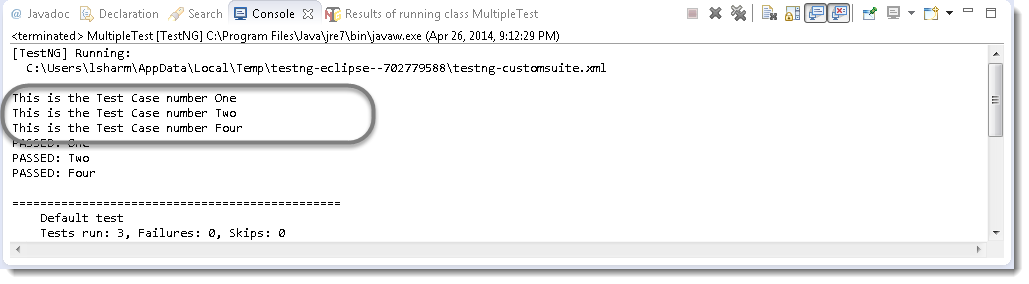 @ Javadoc Declaration Search Console Results of running class MultipleTest
<terminated> MultipleTest [TestNG] C:\Program Files\Java\jre7\bin\javaw.exe (Apr 26, 2014, 9:12:29 PM)
[TestNG] Running:
C:\Users\lsharm\AppData\Local\Temp\testng-eclipse--702779588\testng-customsuite.xml
This is the Test Case number One
This is the Test Case number Two
This is the Test Case number Four
PASSED: One
PASSED: Two
PASSED: Four
===============================================
Default test
Tests run: 3, Failures: 0, Skips: 0